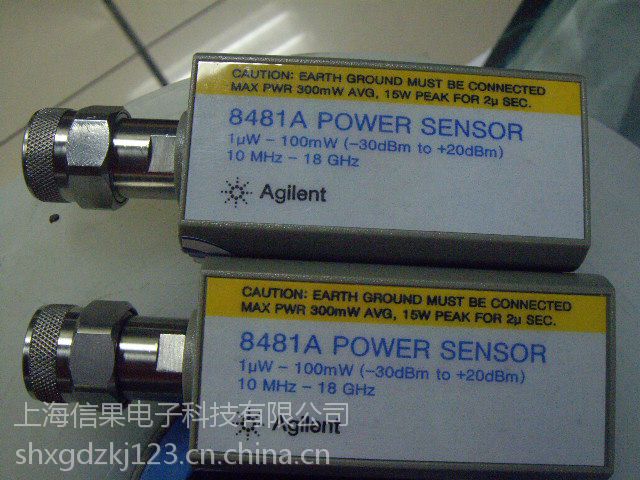 CAUTION: EARTH GROUND MUST BE CONNECTED
MAX PWR 300mW AVG, 15W PEAK FOR 2µ SEC.
8481A POWER SENSOR
1µW – 100mW (–30dBm to +20dBm)
10 MHz – 18 GHz
Agilent
CAUTION: EARTH GROUND MUST BE CONNECTED
MAX PWR 300mW AVG, 15W PEAK FOR 2µ SEC.
8481A POWER SENSOR
1µW – 100mW (–30dBm to +20dBm)
10 MHz – 18 GHz
Agilent
上海信果电子科技有限公司
shxgdzkj123.cn.china.cn